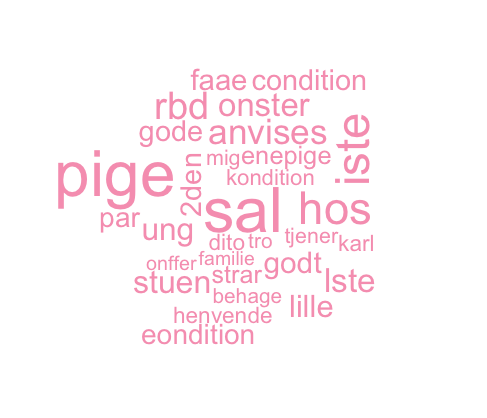 faae condition
rbd onster
gode anvises iste
pige 2den mig enepige
kondition
par ung sal hos
dito tro tjener karl
onffer familie strar godt
stuen behage lste
henvende lille
eondition